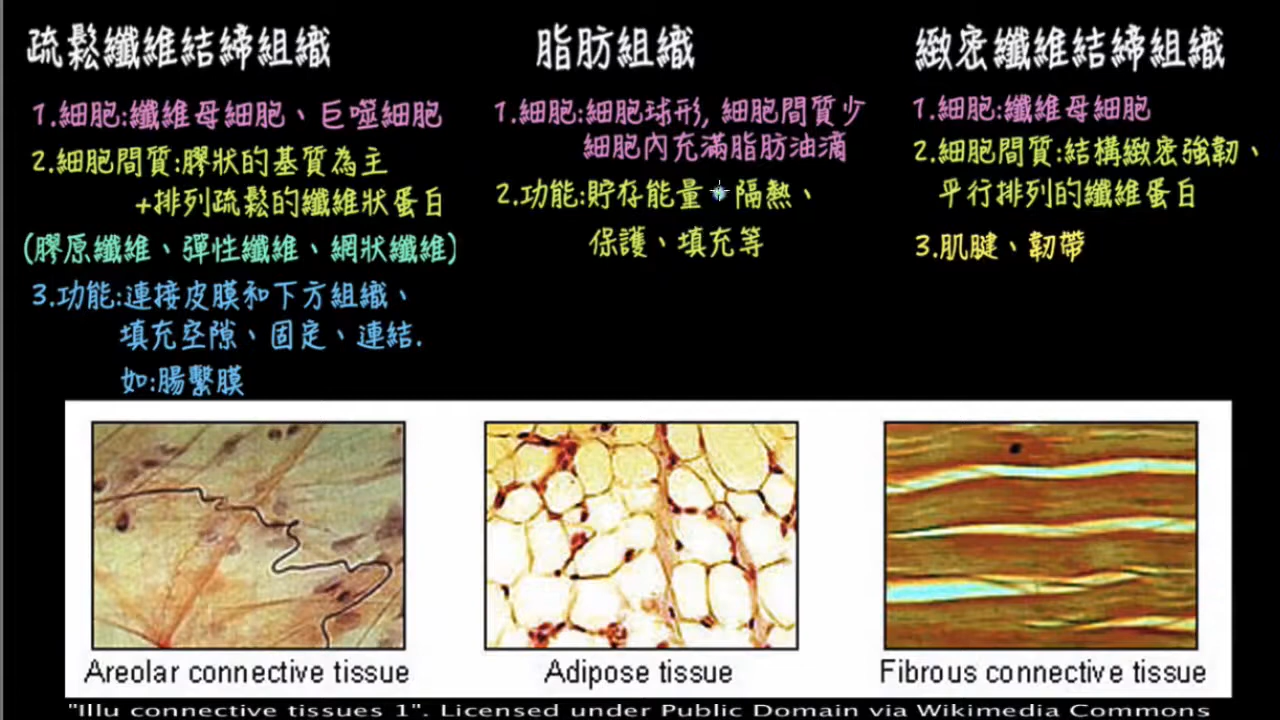 疏鬆纖維結締組織
1.細胞:纖維母細胞、巨噬細胞
2.細胞間質:膠狀的基質為主
+排列疏鬆的纖維狀蛋白
(膠原纖維、彈性纖維、網狀纖維)
3.功能:連接皮膜和下方組織、
填充空隙、固定、連結.
如:腸繫膜
脂肪組織
1.細胞:細胞球形, 細胞間質少
細胞內充滿脂肪油滴
2.功能:貯存能量、隔熱、
保護、填充等
緻密纖維結締組織
1.細胞:纖維母細胞
2.細胞間質:結構緻密強韌、
平行排列的纖維蛋白
3.肌腱、韌帶
Areolar connective tissue
Adipose tissue
Fibrous connective tissue
"Illu connective tissues 1". Licensed under Public Domain via Wikimedia Commons